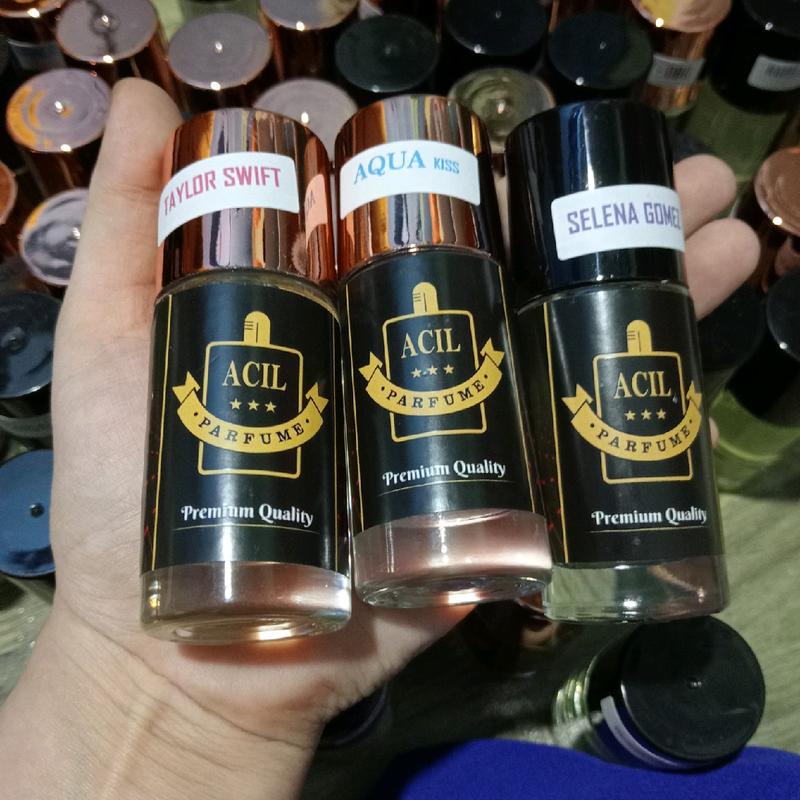 TAYLOR SWIFT
ACIL
PARFUME
Premium Quality
AQUA KISS
ACIL
PARFUME
Premium Quality
SELENA GOMEZ
ACIL
PARFUME
Premium Quality